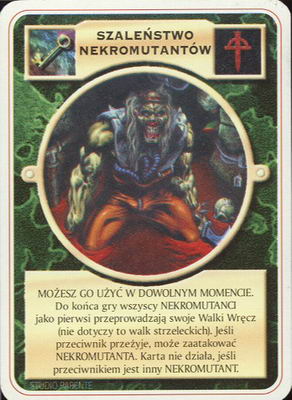 SZALEŃSTWO
NEKROMUTANTÓW
MOŻESZ GO UŻYĆ W DOWOLNYM MOMENCIE.
Do końca gry wszyscy NEKROMUTANCI
jako pierwsi przeprowadzają swoje Walki Wręcz
(nie dotyczy to walk strzeleckich). Jeśli
przeciwnik przeżyje, może zaatakować
NEKROMUTANTA. Karta nie działa, jeśli
przeciwnikiem jest inny NEKROMUTANT.
STUDIO PARENTE